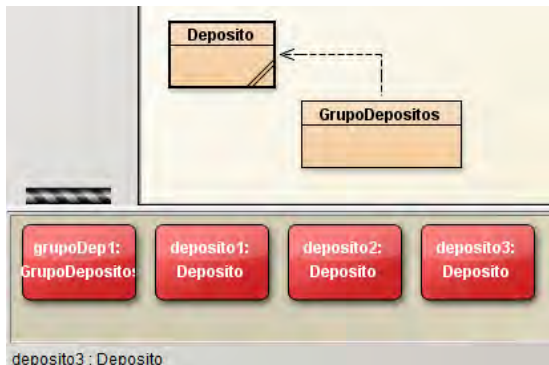 Deposito
GrupoDepositos
grupoDep1:
GrupoDepositos
deposito1:
Deposito
deposito2:
Deposito
deposito3:
Deposito
deposito3 : Deposito